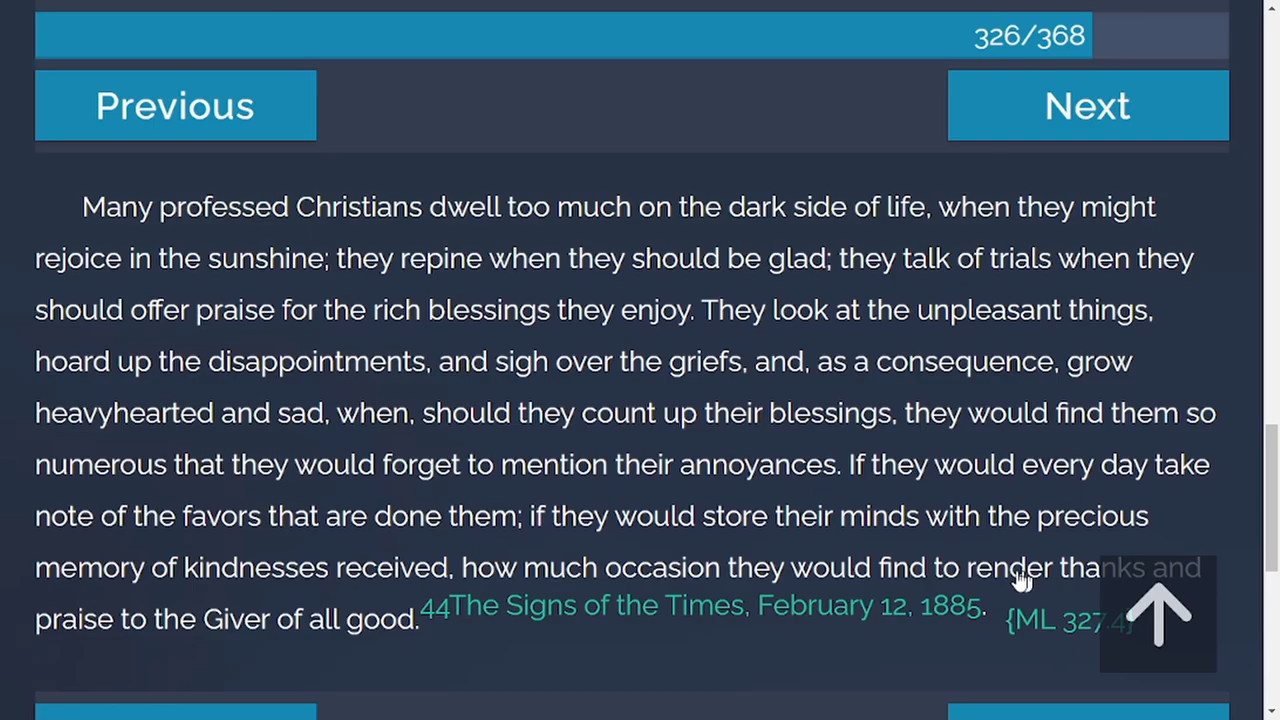 326/368
Previous
Next
Many professed Christians dwell too much on the dark side of life, when they might
rejoice in the sunshine; they repine when they should be glad; they talk of trials when they
should offer praise for the rich blessings they enjoy. They look at the unpleasant things,
hoard up the disappointments, and sigh over the griefs, and, as a consequence, grow
heavyhearted and sad, when, should they count up their blessings, they would find them so
numerous that they would forget to mention their annoyances. If they would every day take
note of the favors that are done them; if they would store their minds with the precious
memory of kindnesses received, how much occasion they would find to render thanks and
praise to the Giver of all good.44The Signs of the Times, February 12, 1885. {ML 327.4}